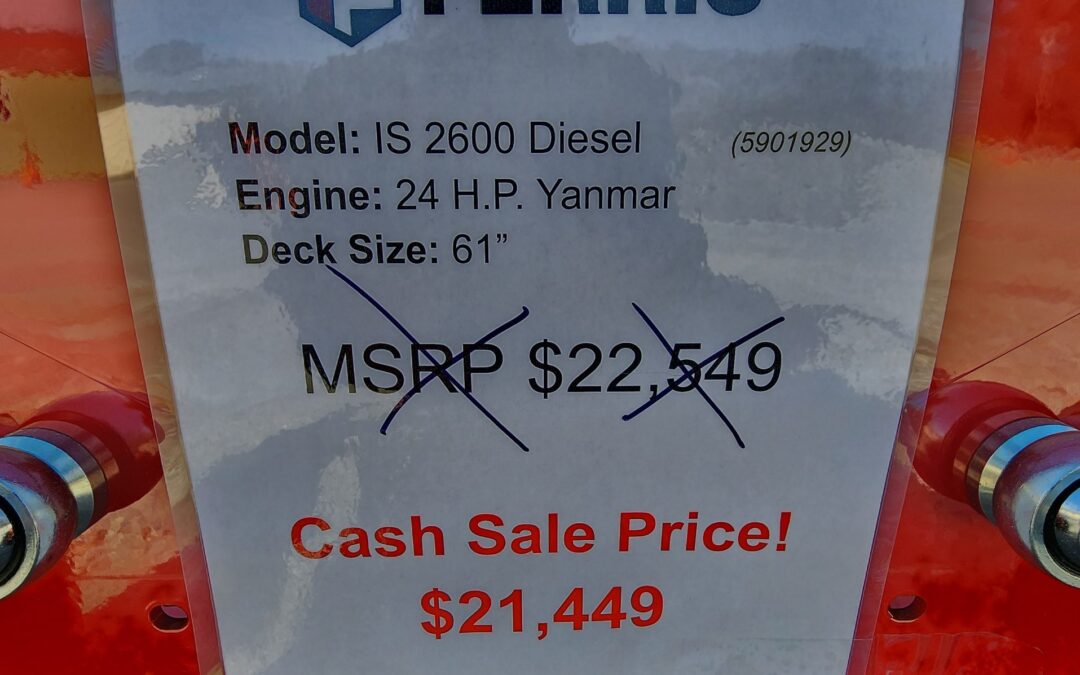 FERRIS
Model: IS 2600 Diesel (5901929)
Engine: 24 H.P. Yanmar
Deck Size: 61”
MSRP $22,549
Cash Sale Price!
$21,449